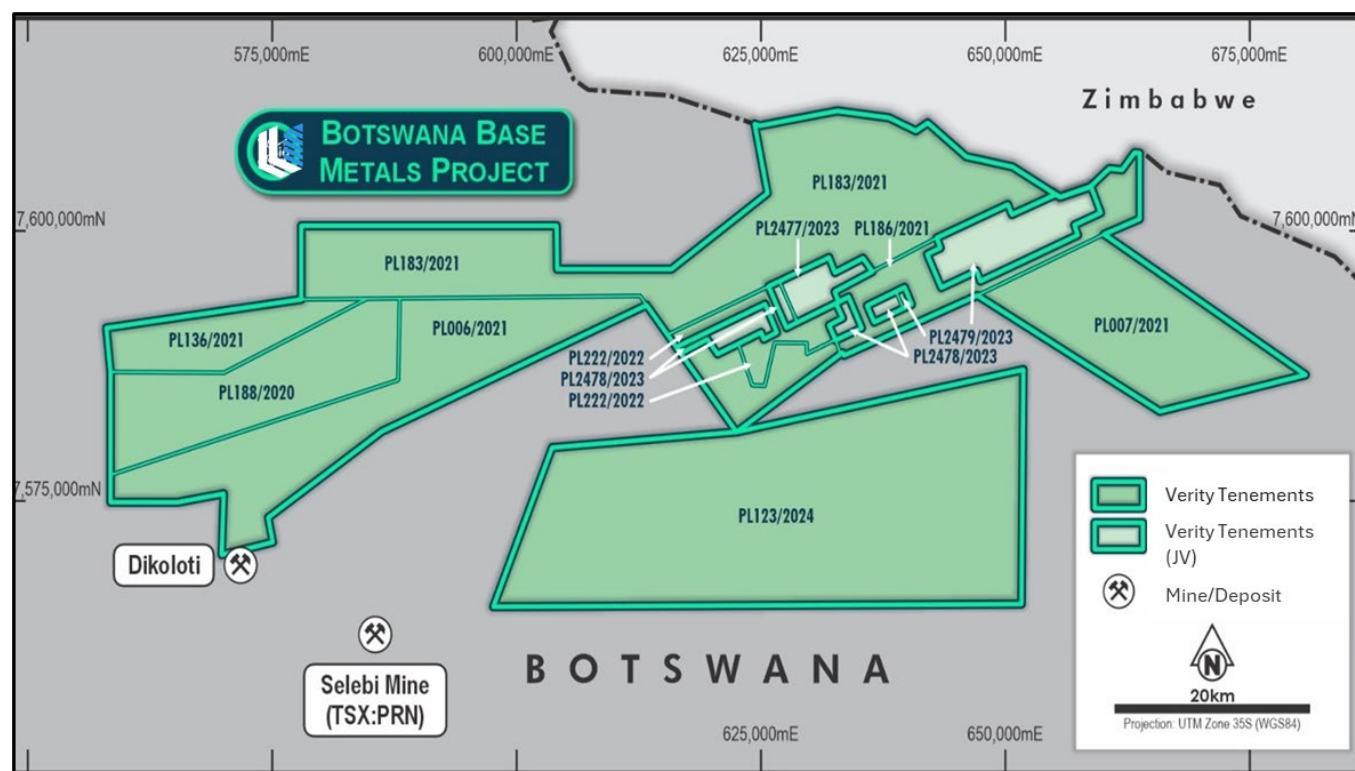 575,000mE
600,000mE
625,000mE
650,000mE
675,000mE
Zimbabwe
BOTSWANA BASE
METALS PROJECT
PL183/2021
7,600,000mN
PL2477/2023
PL186/2021
7,600,000m
PL183/2021
PL136/2021
PL006/2021
PL007/2021
PL222/2022
PL2479/2023
PL2478/2023
PL2478/2023
PL188/2020
PL222/2022
7,575,000mN
PL123/2024
Dikoloti
Verity Tenements
Verity Tenements
(JV)
Mine/Deposit
BOTSWANA
Selebi Mine
(TSX:PRN)
N
20km
Projection: UTM Zone 35S (WGS84)
625,000mE
650,000mE